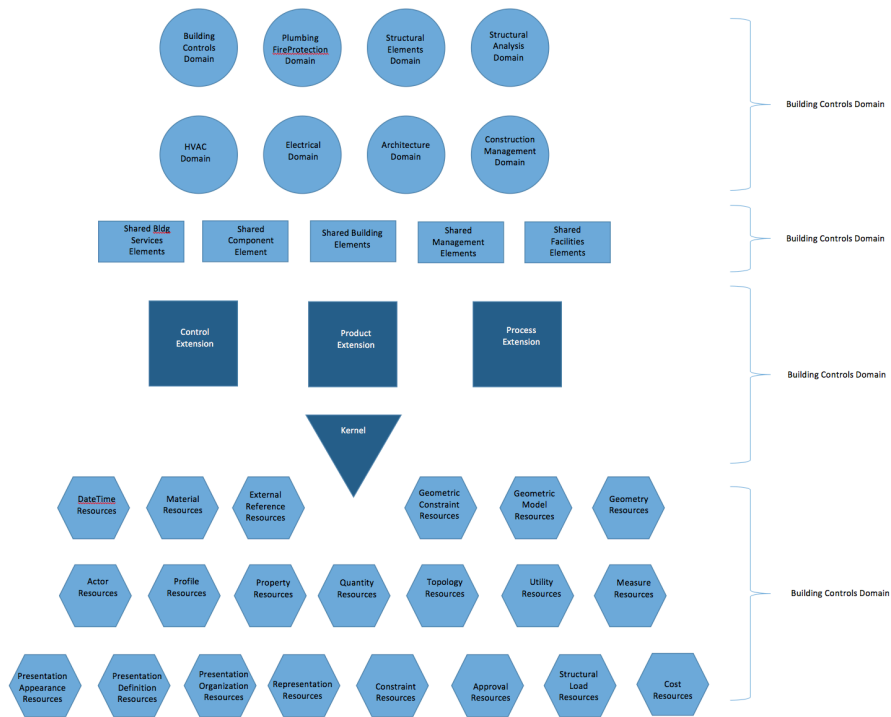 Building
Controls
Domain
Plumbing
FireProtection
Domain
Structural
Elements
Domain
Structural
Analysis
Domain
Building Controls Domain
HVAC
Domain
Electrical
Domain
Architecture
Domain
Construction
Management
Domain
Shared Bldg
Services
Elements
Shared
Component
Element
Shared Building
Elements
Shared
Management
Elements
Shared
Facilities
Elements
Building Controls Domain
Control
Extension
Product
Extension
Process
Extension
Building Controls Domain
Kernel
DateTime
Resources
Material
Resources
External
Reference
Resources
Geometric
Constraint
Resources
Geometric
Model
Resources
Geometry
Resources
Actor
Resources
Profile
Resources
Property
Resources
Quantity
Resources
Topology
Resources
Utility
Resources
Measure
Resources
Building Controls Domain
Presentation
Appearance
Resources
Presentation
Definition
Resources
Presentation
Organization
Resources
Representation
Resources
Constraint
Resources
Approval
Resources
Structural
Load
Resources
Cost
Resources